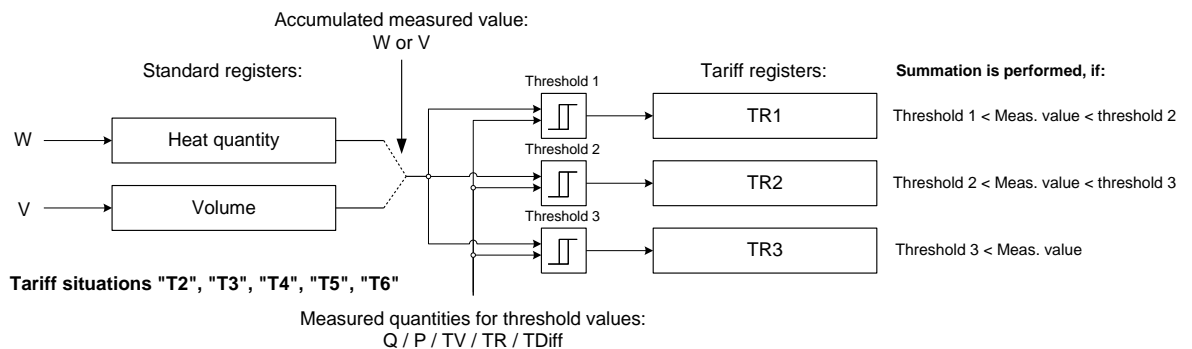 Accumulated measured value:
W or V
Standard registers:
Threshold 1
Tariff registers:
Summation is performed, if:
W
Heat quantity
TR1
Threshold 1 < Meas. value < threshold 2
Threshold 2
V
Volume
TR2
Threshold 2 < Meas. value < threshold 3
Threshold 3
TR3
Threshold 3 < Meas. value
Tariff situations "T2", "T3", "T4", "T5", "T6"
Measured quantities for threshold values:
Q / P / TV / TR / TDiff